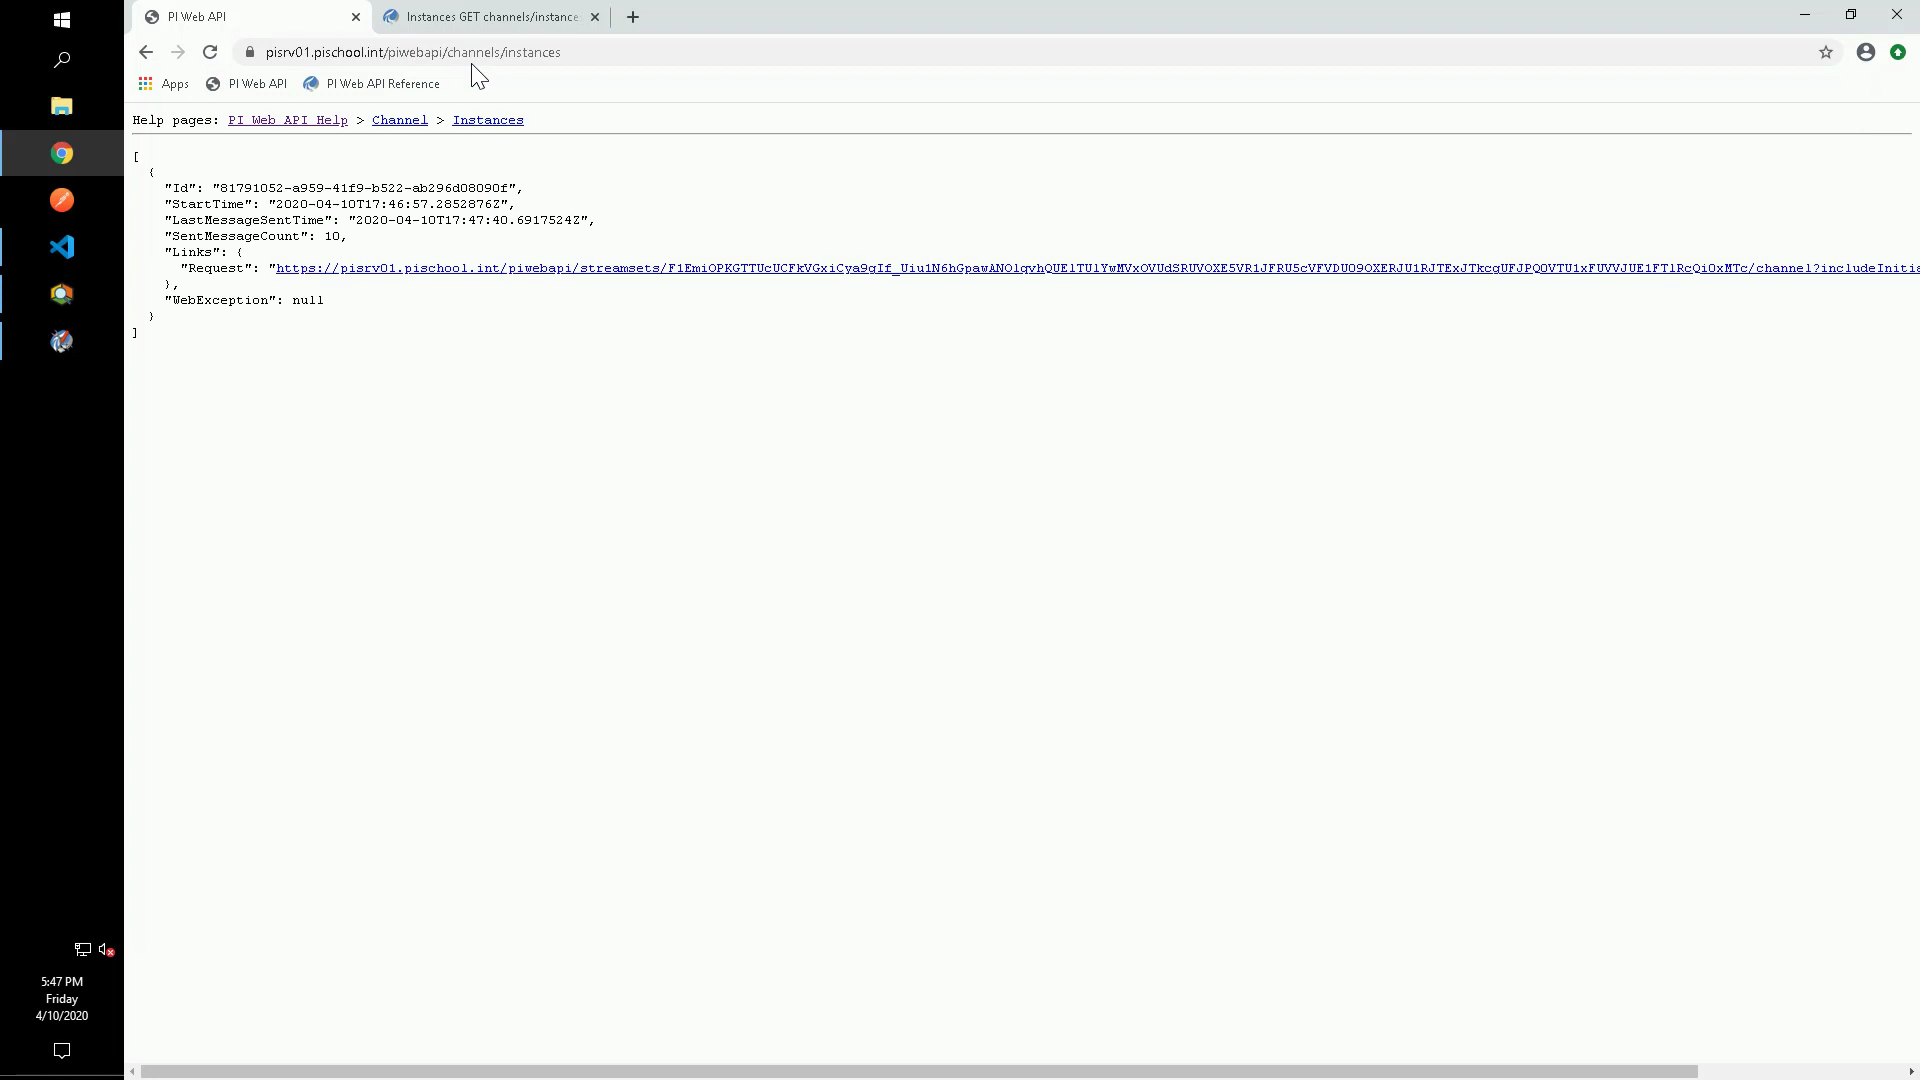 PI Web API
Instances GET channels/instance
pisrv01.pischool.int/piwebapi/channels/instances
Apps
PI Web API
PI Web API Reference
Help pages: PI Web API Help > Channel > Instances
[
{
"Id": "81791052-a959-41f9-b522-ab296d08090f",
"StartTime": "2020-04-10T17:46:57.2852876Z",
"LastMessageSentTime": "2020-04-10T17:47:40.6917524Z",
"SentMessageCount": 10,
"Links": {
"Request": "https://pisrv01.pischool.int/piwebapi/streamsets/
},
"WebException": null
}
]
5:47 PM
Friday
4/10/2020